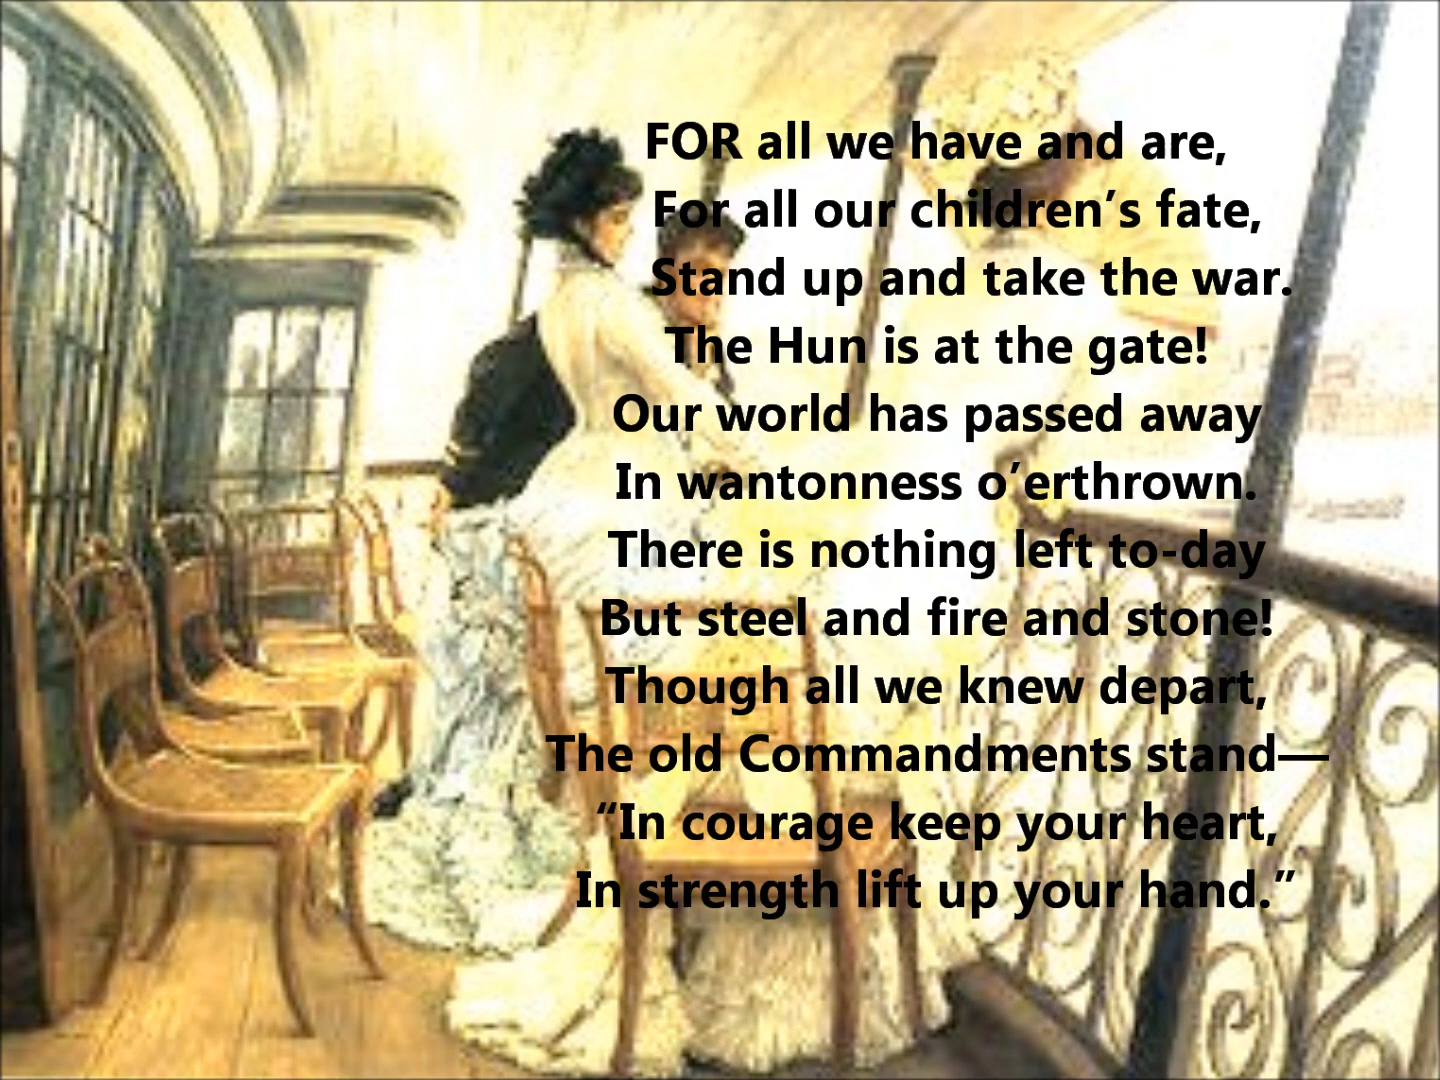 FOR all we have and are,
For all our children’s fate,
Stand up and take the war.
The Hun is at the gate!
Our world has passed away
In wantonness o’erthrown.
There is nothing left to-day
But steel and fire and stone!
Though all we knew depart,
The old Commandments stand—
“In courage keep your heart,
In strength lift up your hand.”